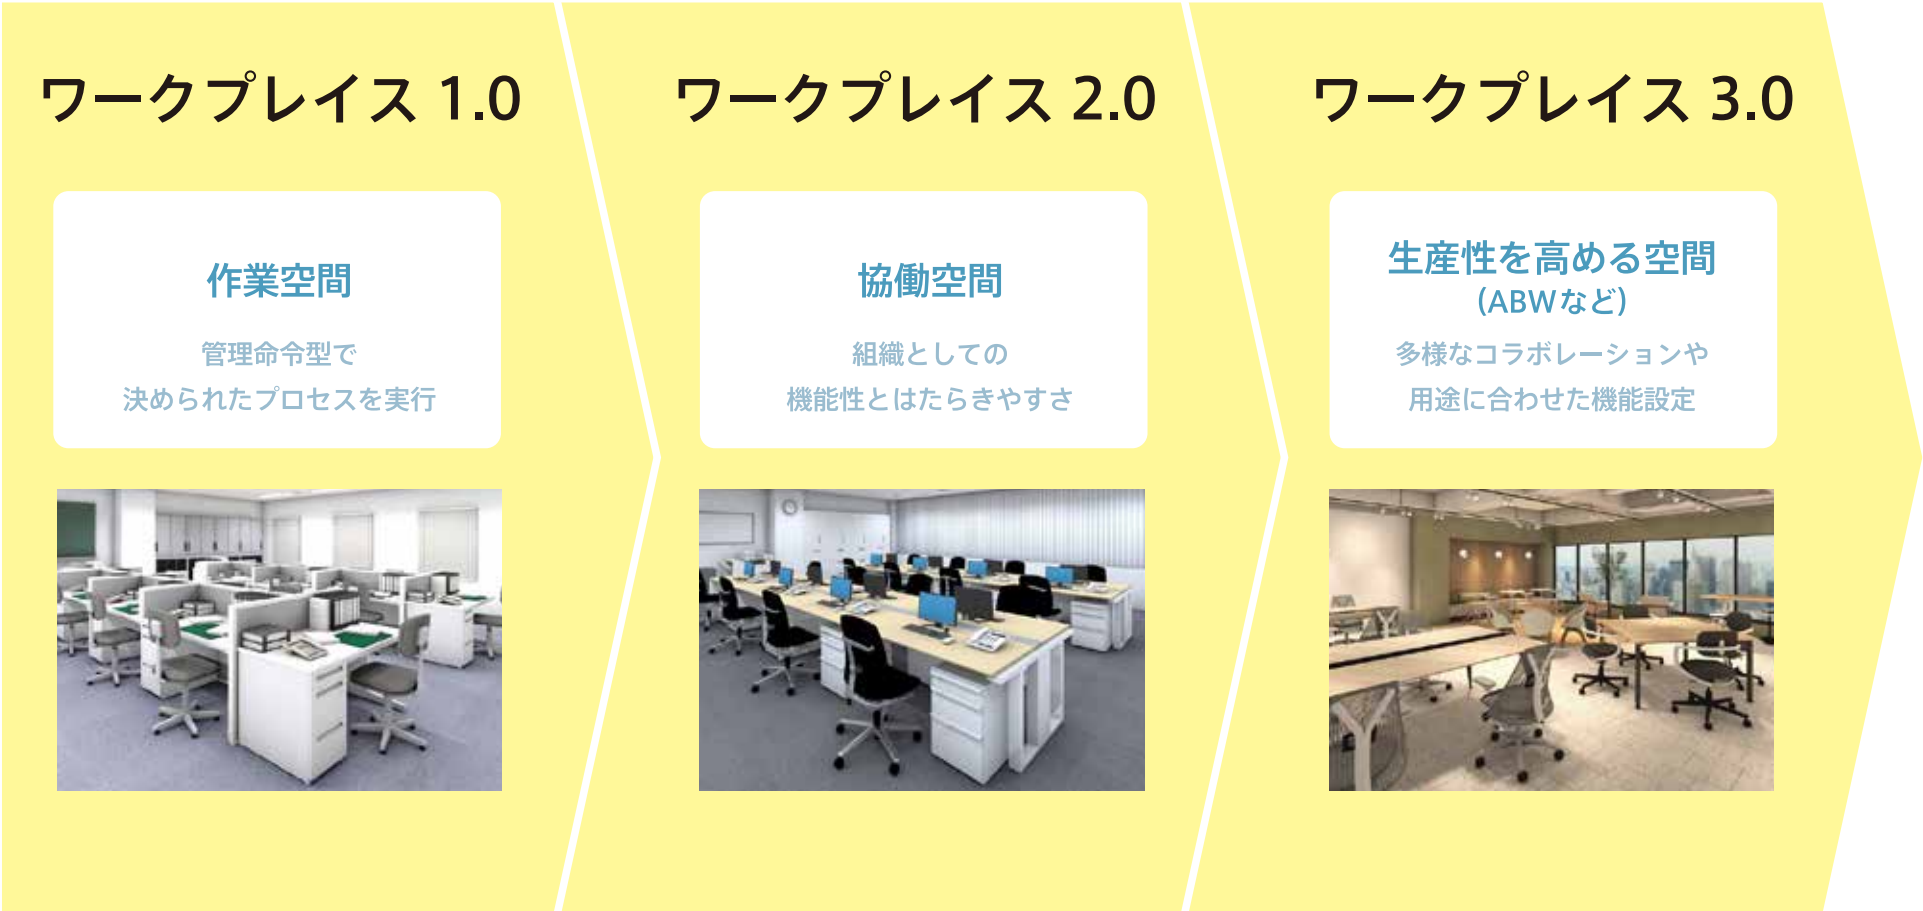 ワークプレイス 1.0
作業空間
管理命令型で
決められたプロセスを実行
ワークプレイス 2.0
協働空間
組織としての
機能性とはたらきやすさ
ワークプレイス 3.0
生産性を高める空間
(ABWなど)
多様なコラボレーションや
用途に合わせた機能設定